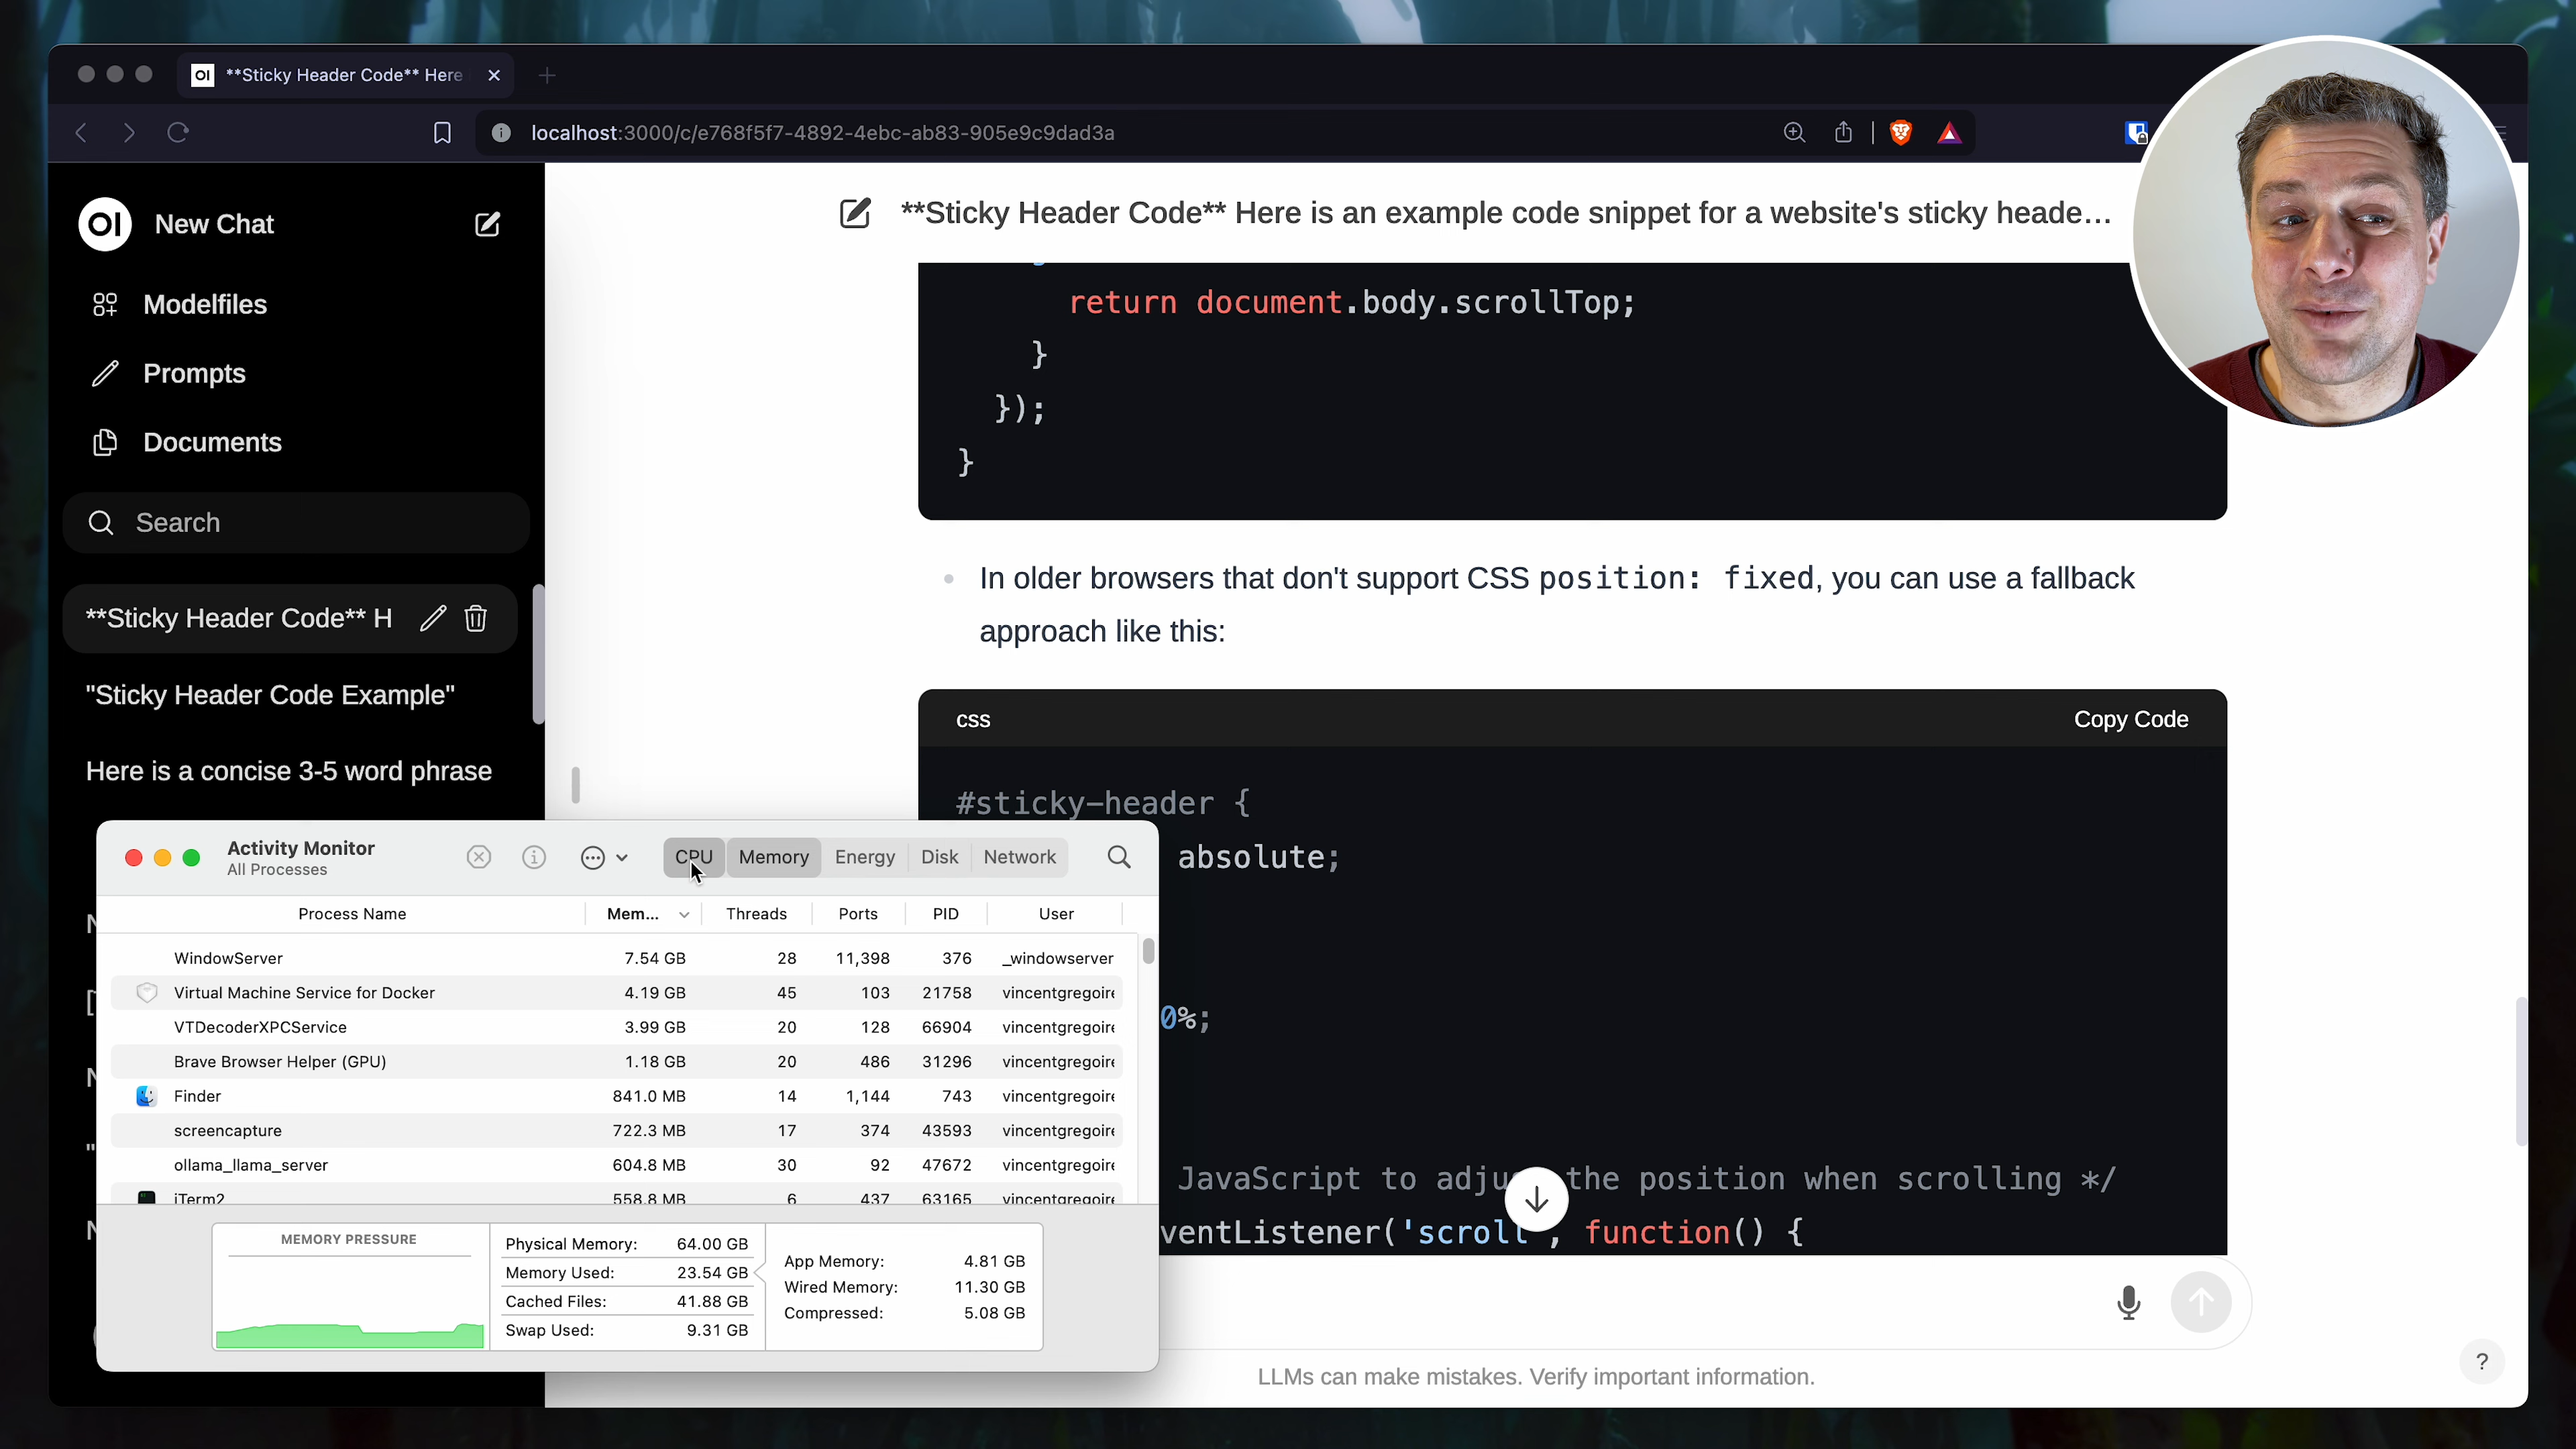 OI **Sticky Header Code** Here
localhost:3000/c/e768f5f7-4892-4ebc-ab83-905e9c9dad3a
OI New Chat
Modelfiles
Prompts
Documents
Search
**Sticky Header Code** H
"Sticky Header Code Example"
Here is a concise 3-5 word phrase
**Sticky Header Code** Here is an example code snippet for a website's sticky heade...
return document.body.scrollTop;
}
});
}
In older browsers that don't support CSS position: fixed, you can use a fallback
approach like this:
css Copy Code
#sticky-header {
absolute;
0%;
JavaScript to adju the position when scrolling */
ventListener('scroll', function() {
LLMs can make mistakes. Verify important information.
?
Activity Monitor
All Processes
CPU Memory Energy Disk Network
Process Name Mem... Threads Ports PID User
WindowServer 7.54 GB 28 11,398 376 _windowserver
Virtual Machine Service for Docker 4.19 GB 45 103 21758 vincentgregoire
VTDecoderXPCService 3.99 GB 20 128 66904 vincentgregoire
Brave Browser Helper (GPU) 1.18 GB 20 486 31296 vincentgregoire
Finder 841.0 MB 14 1,144 743 vincentgregoire
screencapture 722.3 MB 17 374 43593 vincentgregoire
ollama_llama_server 604.8 MB 30 92 47672 vincentgregoire
iTerm2 558.8 MB 6 437 63165 vincentgregoire
MEMORY PRESSURE
Physical Memory: 64.00 GB
Memory Used: 23.54 GB
Cached Files: 41.88 GB
Swap Used: 9.31 GB
App Memory: 4.81 GB
Wired Memory: 11.30 GB
Compressed: 5.08 GB